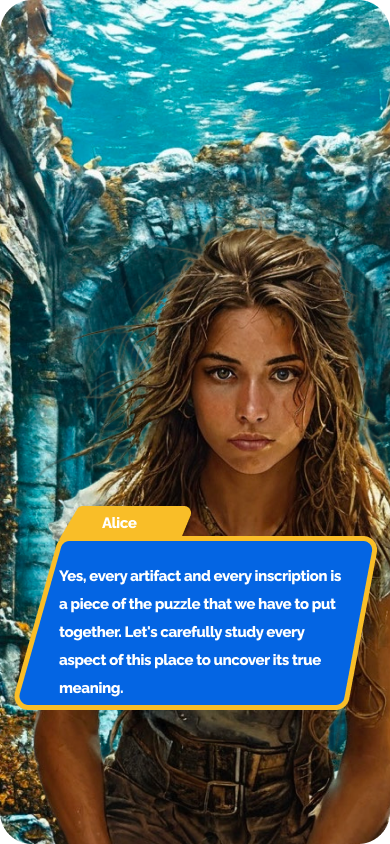 Alice
Yes, every artifact and every inscription is
a piece of the puzzle that we have to put
together. Let's carefully study every
aspect of this place to uncover its true
meaning.